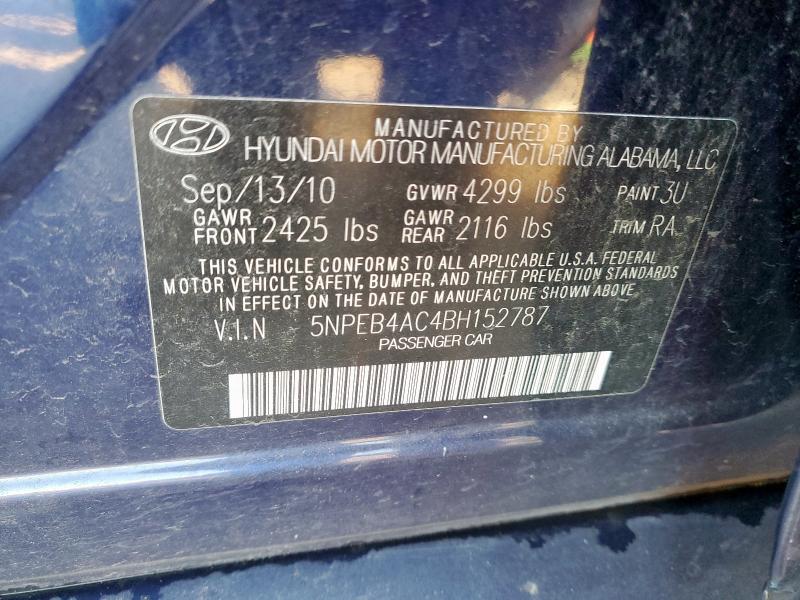 MANUFACTURED BY
HYUNDAI MOTOR MANUFACTURING ALABAMA, LLC
Sep/13/10 GVWR 4299 lbs PAINT 3U
GAWR FRONT 2425 lbs GAWR REAR 2116 lbs TRIM RA
THIS VEHICLE CONFORMS TO ALL APPLICABLE U.S.A. FEDERAL
MOTOR VEHICLE SAFETY, BUMPER, AND THEFT PREVENTION STANDARDS
IN EFFECT ON THE DATE OF MANUFACTURE SHOWN ABOVE.
V.I.N 5NPEB4AC4BH152787
PASSENGER CAR